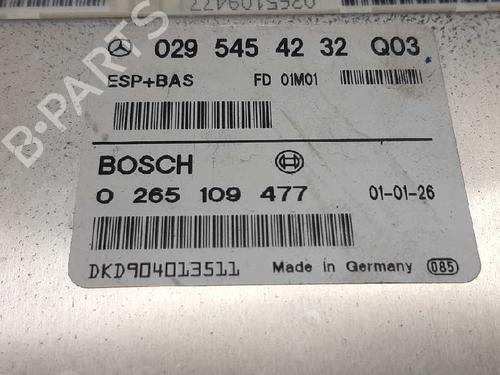 0265109477
029 545 42 32 Q03
ESP+BAS FD 01M01
BOSCH
0 265 109 477 01-01-26
DKD904013511 Made in Germany 085
B-PARTS